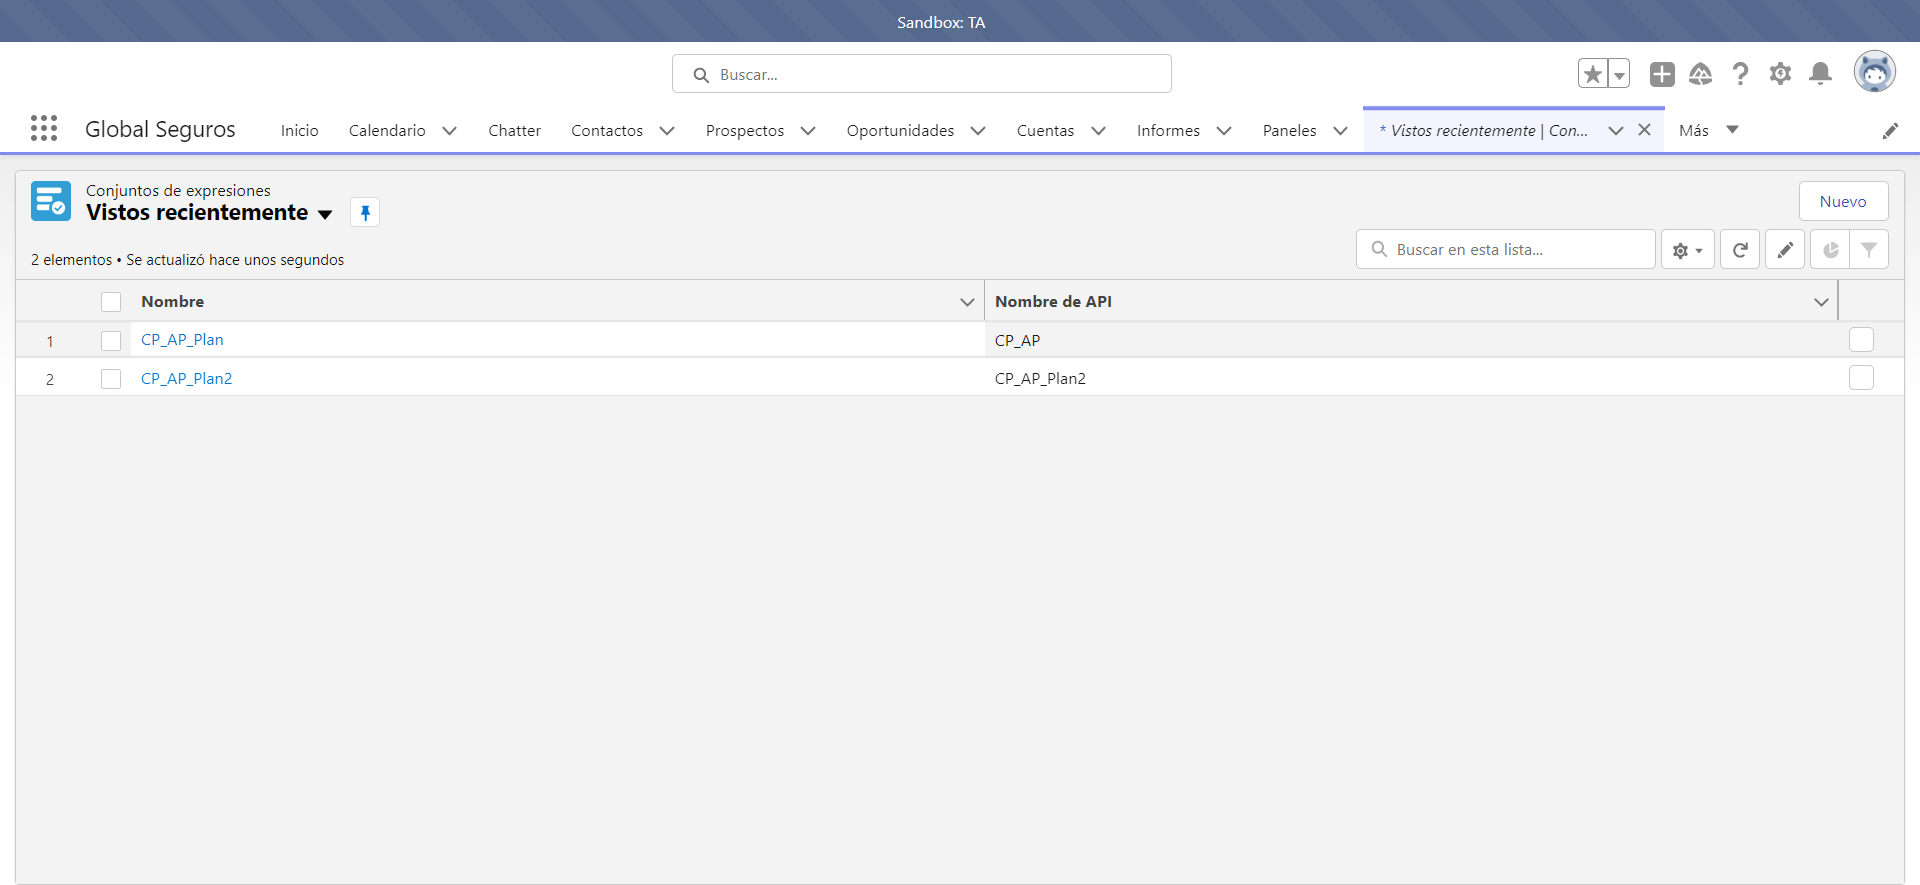 Sandbox: TA
Buscar...
Global Seguros
Inicio
Calendario
Chatter
Contactos
Prospectos
Oportunidades
Cuentas
Informes
Paneles
* Vistos recientemente | Con...
Más
Conjuntos de expresiones
Vistos recientemente
Nuevo
2 elementos • Se actualizó hace unos segundos
Buscar en esta lista...
Nombre
Nombre de API
1
CP_AP_Plan
CP_AP
2
CP_AP_Plan2
CP_AP_Plan2